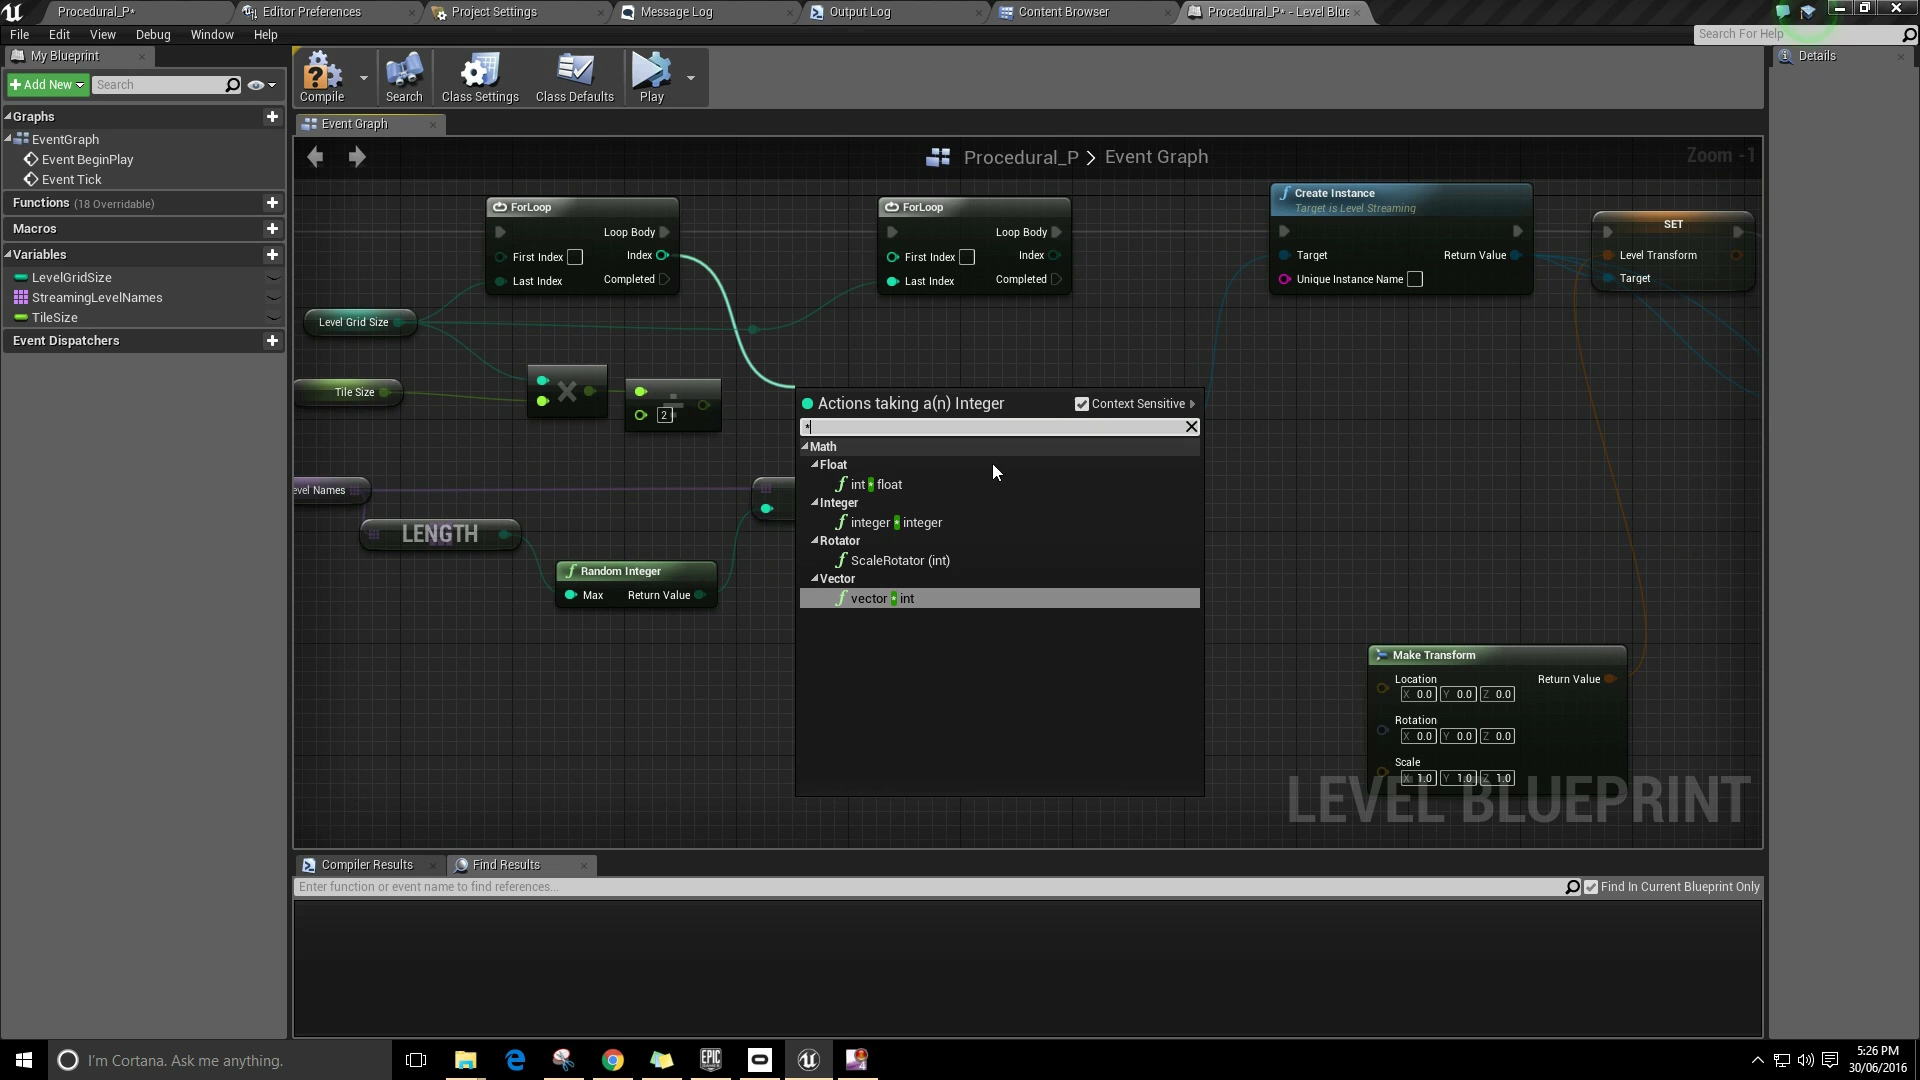 Procedural_P*
Editor Preferences
Project Settings
Message Log
Output Log
Content Browser
Procedural_P* - Level Blue
File Edit View Debug Window Help
Search For Help
My Blueprint
Details
Add New
Search
Compile
Search
Class Settings
Class Defaults
Play
Graphs
Event Graph
EventGraph
Event BeginPlay
Procedural_P > Event Graph
Zoom -1
Event Tick
Functions (18 Overridable)
Macros
Variables
LevelGridSize
StreamingLevelNames
TileSize
Event Dispatchers
ForLoop
Loop Body
First Index
Index
Last Index
Completed
ForLoop
Loop Body
First Index
Index
Last Index
Completed
Create Instance
Target is Level Streaming
Target
Return Value
Unique Instance Name
SET
Level Transform
Target
Level Grid Size
Tile Size
2
evel Names
LENGTH
Random Integer
Max
Return Value
Actions taking a(n) Integer
Context Sensitive
*
Math
Float
int * float
Integer
integer * integer
Rotator
ScaleRotator (int)
Vector
vector * int
Make Transform
Location
Return Value
X 0.0 Y 0.0 Z 0.0
Rotation
X 0.0 Y 0.0 Z 0.0
Scale
X 1.0 Y 1.0 Z 1.0
LEVEL BLUEPRINT
Compiler Results
Find Results
Enter function or event name to find references...
Find In Current Blueprint Only
I'm Cortana. Ask me anything.
EPIC
GAMES
5:26 PM
30/06/2016